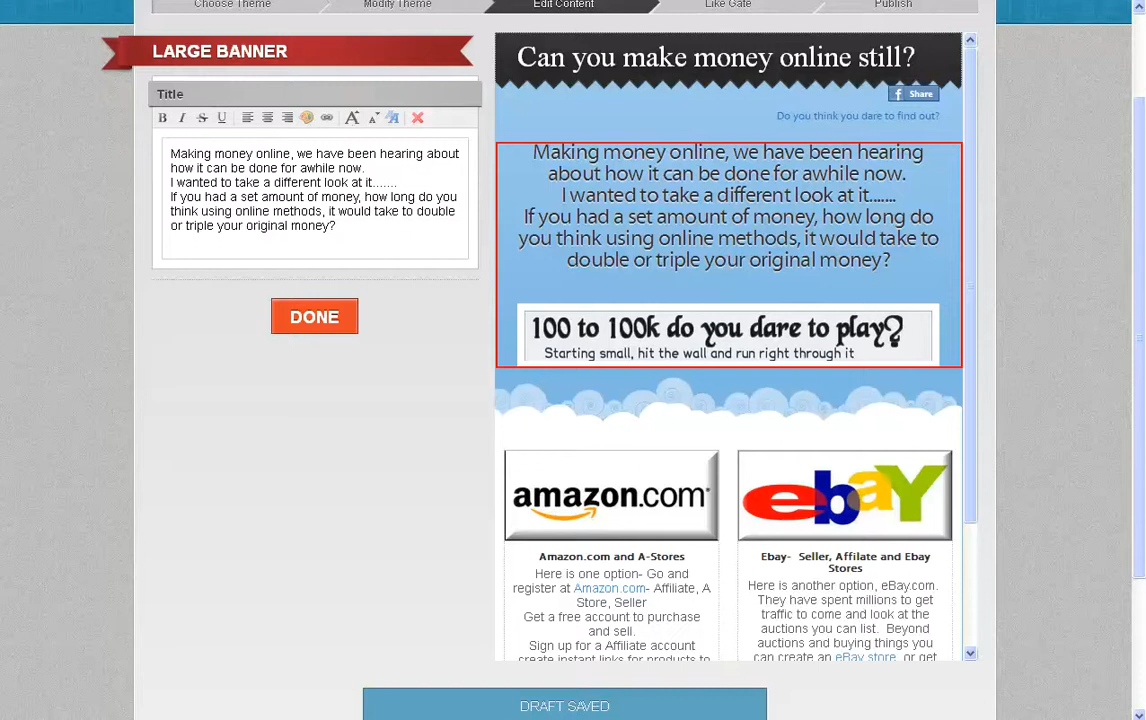 Choose Theme
Modify Theme
Edit Content
Like Gate
Publish
LARGE BANNER
Title
B I S U
Making money online, we have been hearing about
how it can be done for awhile now.
I wanted to take a different look at it.......
If you had a set amount of money, how long do you
think using online methods, it would take to double
or triple your original money?
DONE
Can you make money online still?
f Share
Do you think you dare to find out?
Making money online, we have been hearing
about how it can be done for awhile now.
I wanted to take a different look at it.......
If you had a set amount of money, how long do
you think using online methods, it would take to
double or triple your original money?
100 to 100k do you dare to play?
Starting small, hit the wall and run right through it
amazon.com
Amazon.com and A-Stores
Here is one option- Go and
register at Amazon.com- Affiliate, A
Store, Seller
Get a free account to purchase
and sell.
Sign up for a Affiliate account
create instant links for products to
ebaY
Ebay-  Seller, Affilate and Ebay
Stores
Here is another option, eBay.com.
They have spent millions to get
traffic to come and look at the
auctions you can list.  Beyond
auctions and buying things you
can create an eBay store, or get
DRAFT SAVED